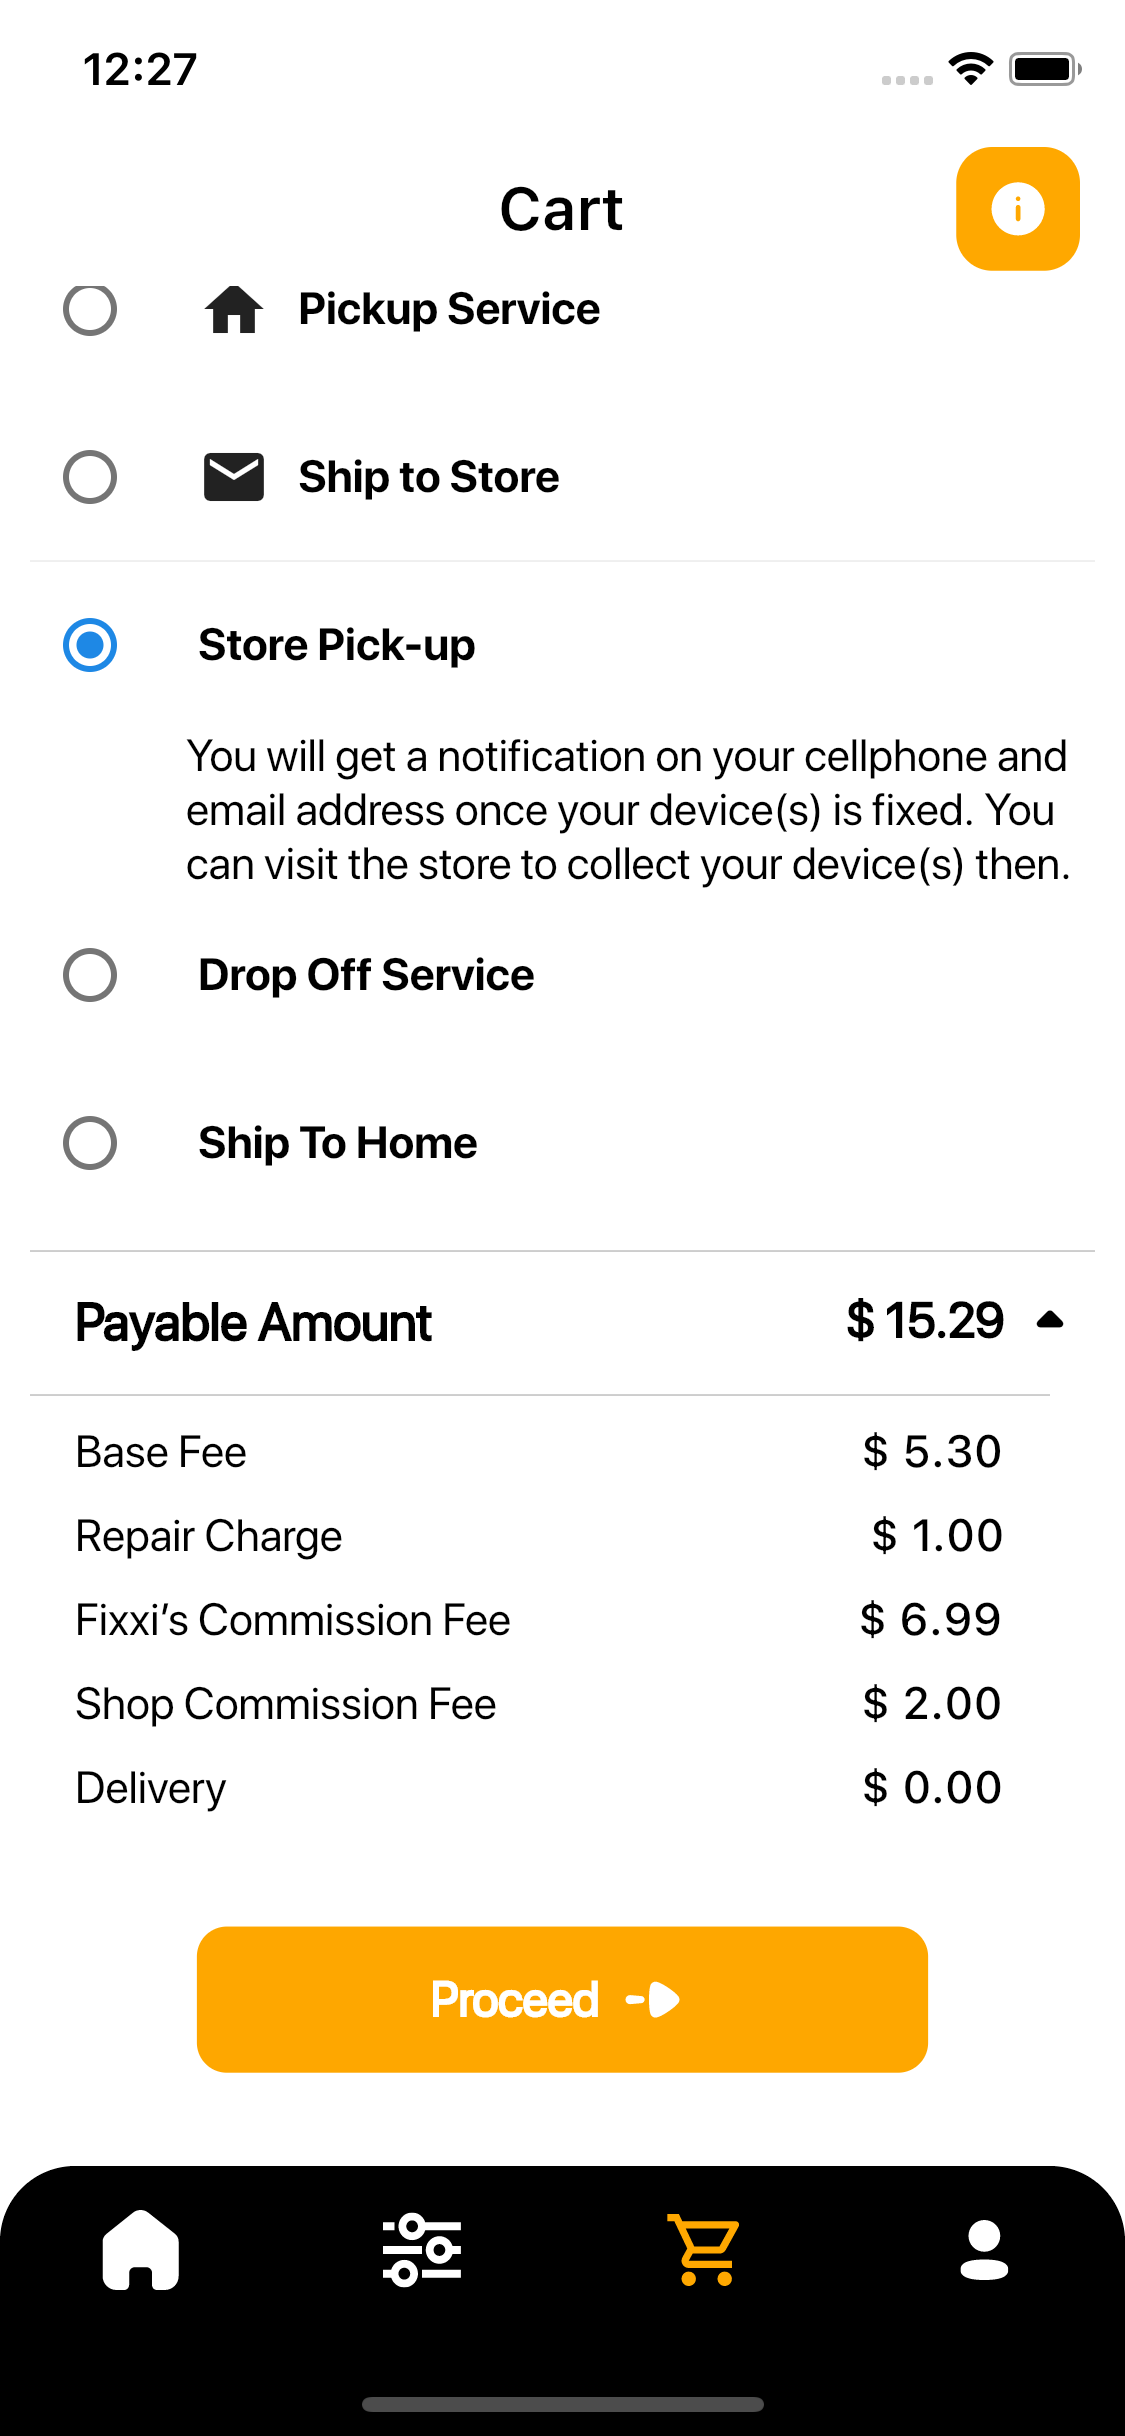 12:27
Cart
Pickup Service
Ship to Store
Store Pick-up
You will get a notification on your cellphone and
email address once your device(s) is fixed. You
can visit the store to collect your device(s) then.
Drop Off Service
Ship To Home
Payable Amount $ 15.29
Base Fee $ 5.30
Repair Charge $ 1.00
Fixxi’s Commission Fee $ 6.99
Shop Commission Fee $ 2.00
Delivery $ 0.00
Proceed